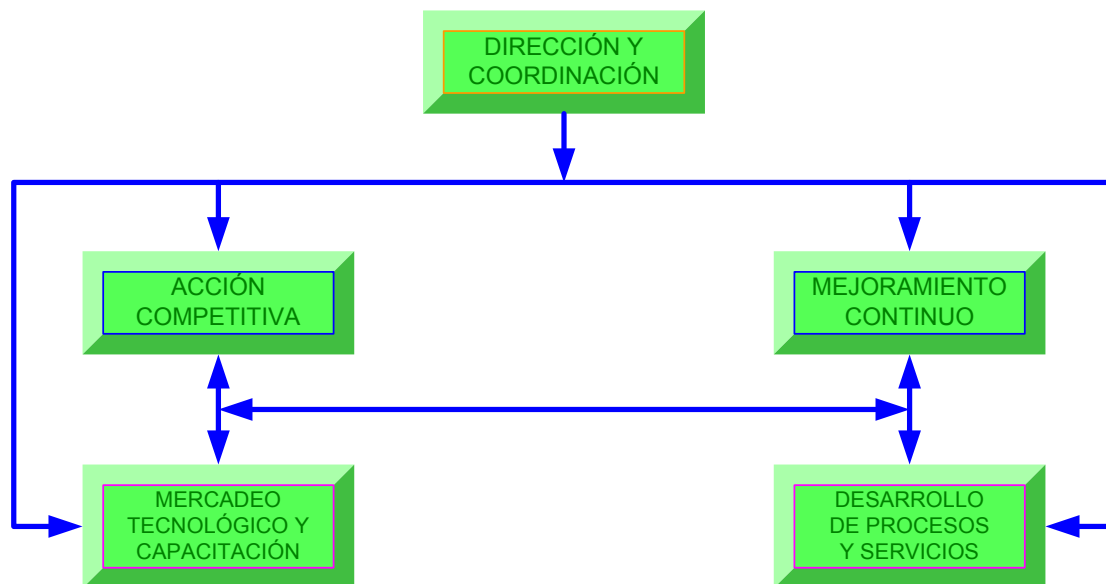 DIRECCIÓN Y
COORDINACIÓN
ACCIÓN
COMPETITIVA
MEJORAMIENTO
CONTINUO
MERCADEO
TECNOLÓGICO Y
CAPACITACIÓN
DESARROLLO
DE PROCESOS
Y SERVICIOS